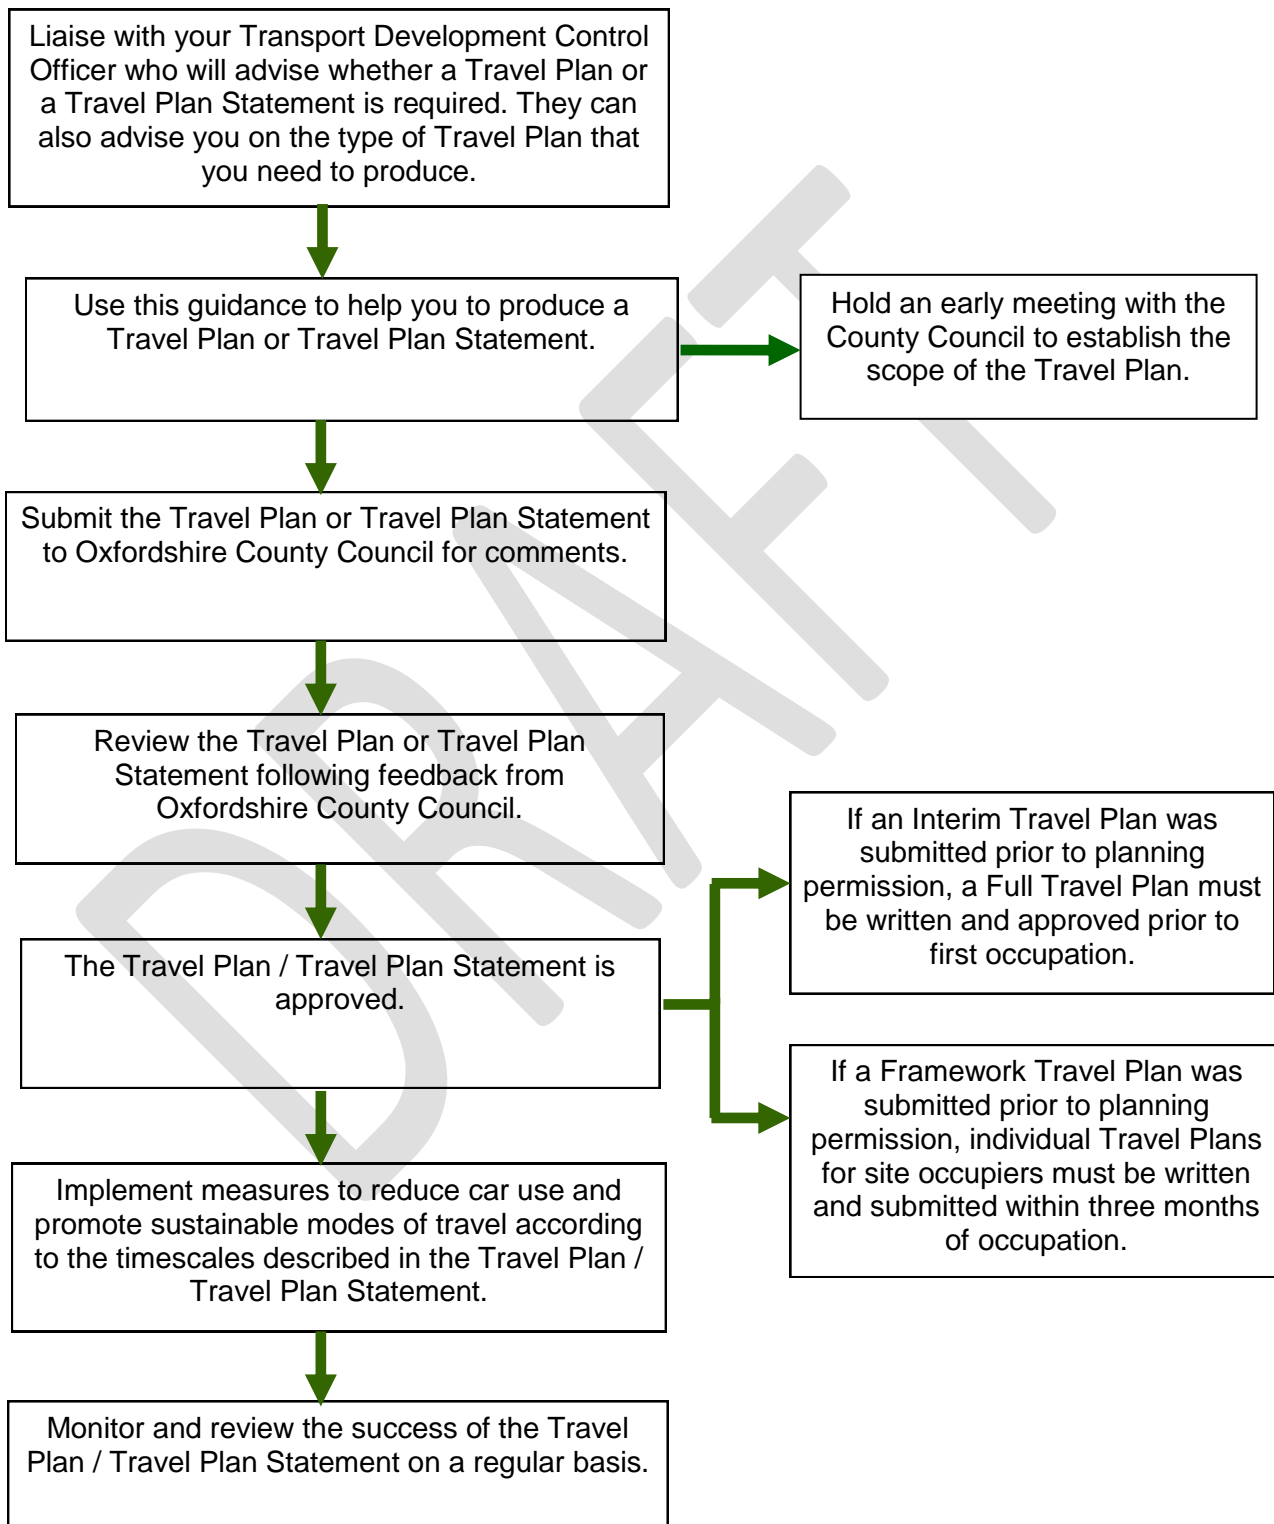 Liaise with your Transport Development Control
Officer who will advise whether a Travel Plan or
a Travel Plan Statement is required. They can
also advise you on the type of Travel Plan that
you need to produce.
Use this guidance to help you to produce a
Travel Plan or Travel Plan Statement.
Hold an early meeting with the
County Council to establish the
scope of the Travel Plan.
Submit the Travel Plan or Travel Plan Statement
to Oxfordshire County Council for comments.
Review the Travel Plan or Travel Plan
Statement following feedback from
Oxfordshire County Council.
The Travel Plan / Travel Plan Statement is
approved.
If an Interim Travel Plan was
submitted prior to planning
permission, a Full Travel Plan must
be written and approved prior to
first occupation.
If a Framework Travel Plan was
submitted prior to planning
permission, individual Travel Plans
for site occupiers must be written
and submitted within three months
of occupation.
Implement measures to reduce car use and
promote sustainable modes of travel according
to the timescales described in the Travel Plan /
Travel Plan Statement.
Monitor and review the success of the Travel
Plan / Travel Plan Statement on a regular basis.
DRAFT